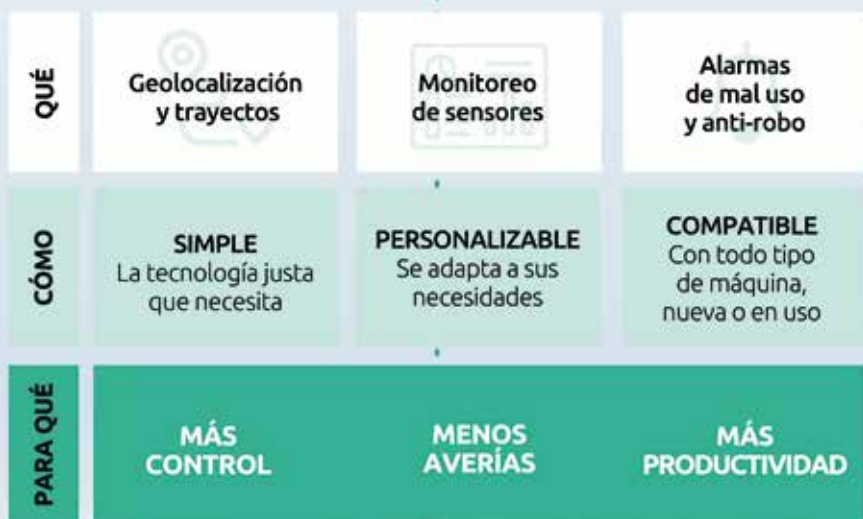 QUÉ
Geolocalización
y trayectos
Monitoreo
de sensores
Alarmas
de mal uso
y anti-robo
CÓMO
SIMPLE
La tecnología justa
que necesita
PERSONALIZABLE
Se adapta a sus
necesidades
COMPATIBLE
Con todo tipo
de máquina,
nueva o en uso
PARA QUÉ
MÁS
CONTROL
MENOS
AVERÍAS
MÁS
PRODUCTIVIDAD